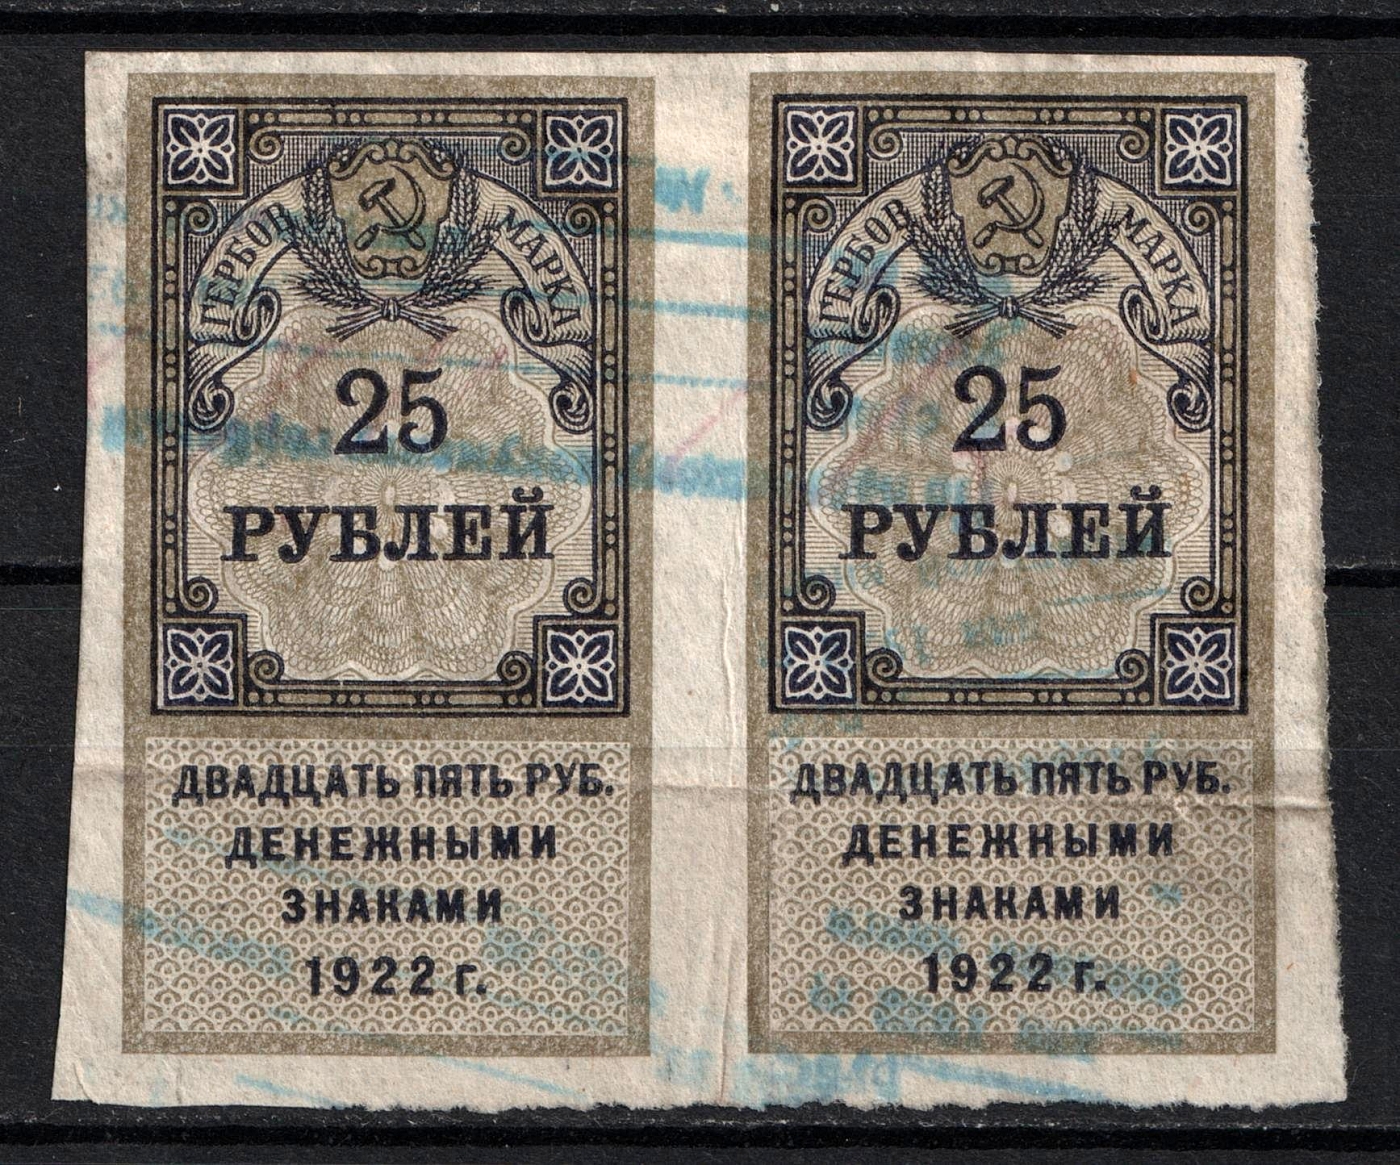 ГЕРБОВ МАРКА
25
РУБЛЕЙ
ДВАДЦАТЬ ПЯТЬ РУБ.
ДЕНЕЖНЫМИ
ЗНАКАМИ
1922 г.
ГЕРБОВ МАРКА
25
РУБЛЕЙ
ДВАДЦАТЬ ПЯТЬ РУБ.
ДЕНЕЖНЫМИ
ЗНАКАМИ
1922 г.